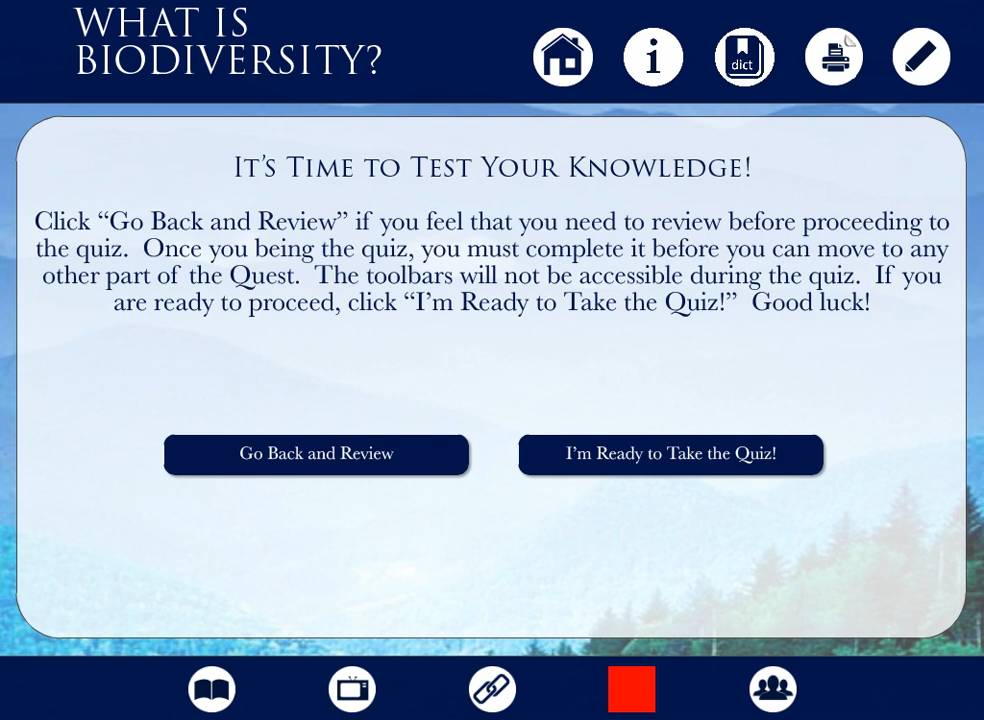 WHAT IS
BIODIVERSITY?
dict
It's Time to Test Your Knowledge!
Click “Go Back and Review” if you feel that you need to review before proceeding to
the quiz.  Once you being the quiz, you must complete it before you can move to any
other part of the Quest.  The toolbars will not be accessible during the quiz.  If you
are ready to proceed, click “I’m Ready to Take the Quiz!”  Good luck!
Go Back and Review
I’m Ready to Take the Quiz!